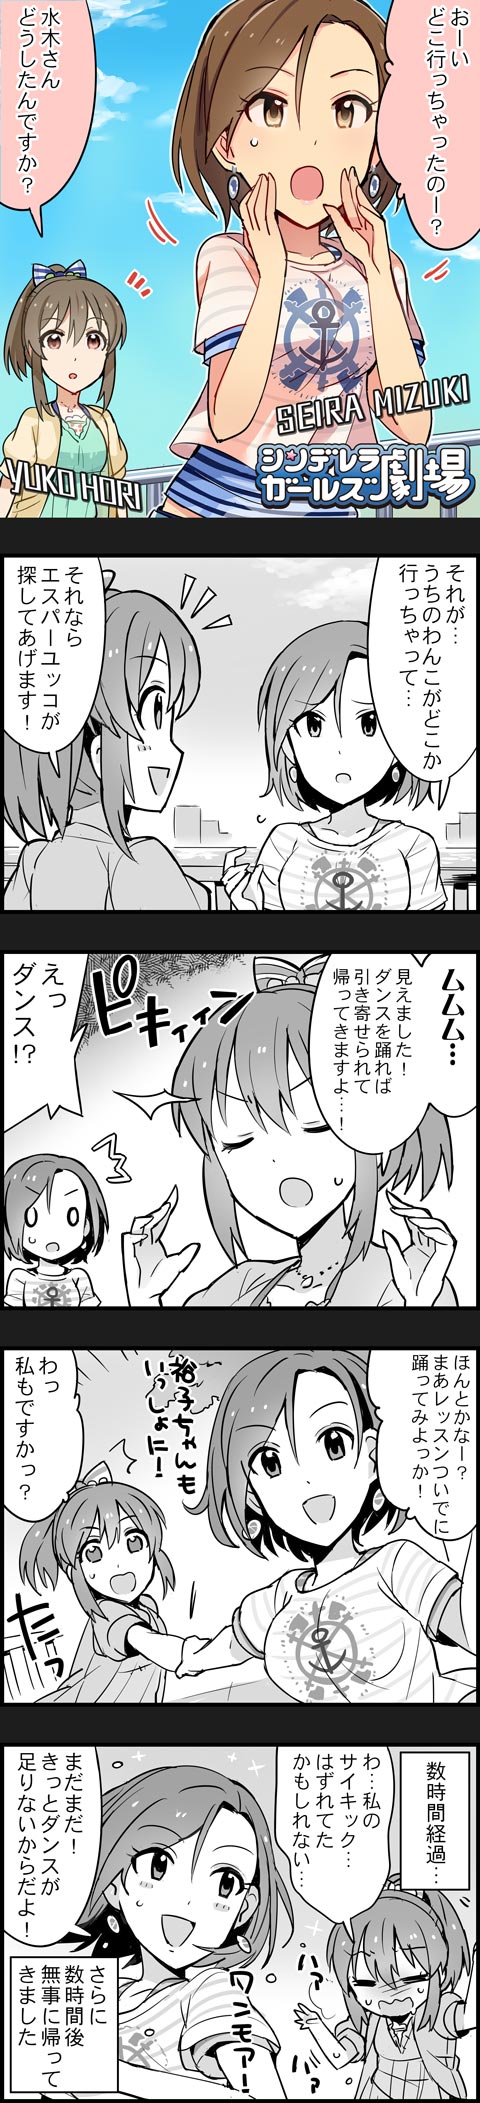 おーい
どこ行っちゃったのー?
水木さん
どうしたんですか?
SEIRA MIZUKI
YUKO HORI
シンデレラ
ガールズ劇場
それが…
うちのわんこがどこか
行っちゃって…
それなら
エスパーユッコが
探してあげます!
ムムム…
見えました!
ダンスを踊れば
引き寄せられて
帰ってきますよ…!
ピキィィン
えっ
ダンス!?
ほんとかなー?
まあレッスンついでに
踊ってみよっか!
裕子ちゃんも
いっしょに!
わっ
私もですかっ?
たっ
数時間経過…
わ…私の
サイキック…
はずれてた
かもしれない…
ハァ
ハァ
まだまだ!
きっとダンスが
足りないからだよ!
ワンモアー!
さらに
数時間後
無事に帰って
きました